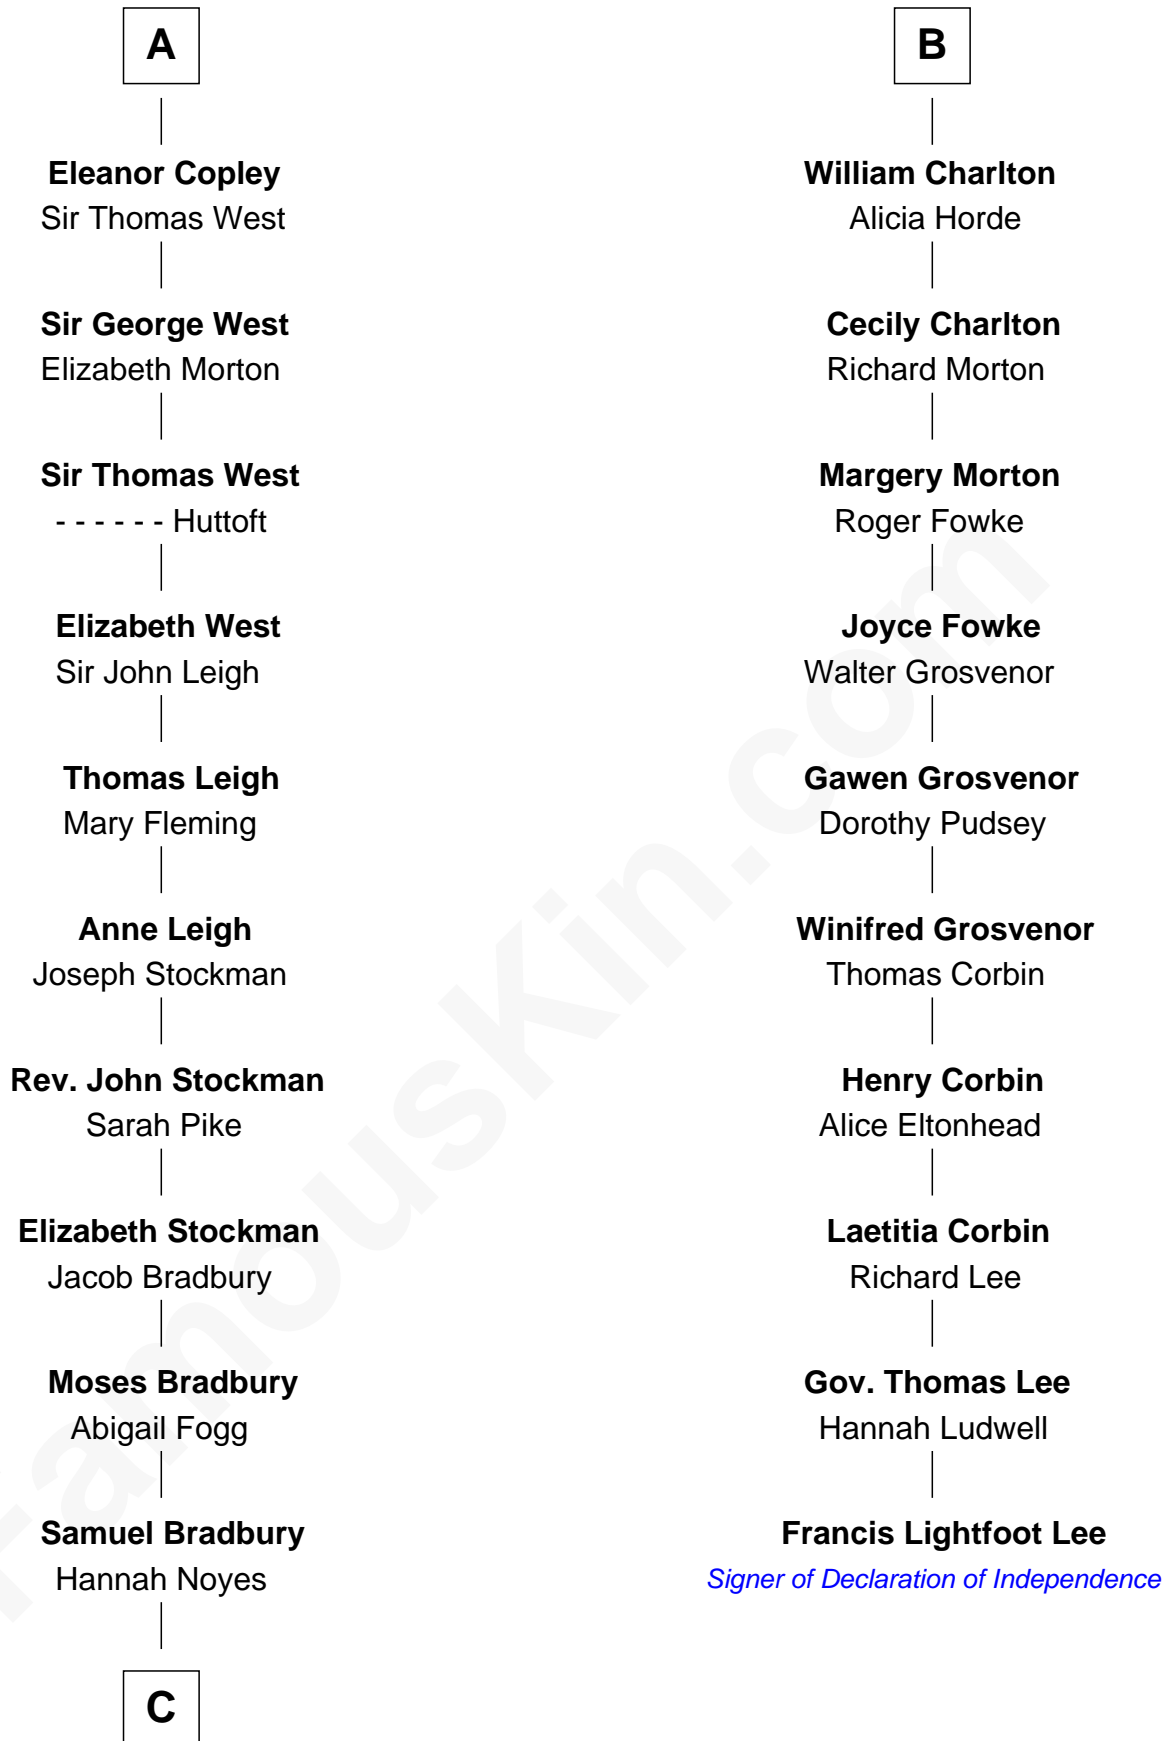 A
Eleanor Copley
Sir Thomas West
Sir George West
Elizabeth Morton
Sir Thomas West
- - - - - - Huttoft
Elizabeth West
Sir John Leigh
Thomas Leigh
Mary Fleming
Anne Leigh
Joseph Stockman
Rev. John Stockman
Sarah Pike
Elizabeth Stockman
Jacob Bradbury
Moses Bradbury
Abigail Fogg
Samuel Bradbury
Hannah Noyes
C
B
William Charlton
Alicia Horde
Cecily Charlton
Richard Morton
Margery Morton
Roger Fowke
Joyce Fowke
Walter Grosvenor
Gawen Grosvenor
Dorothy Pudsey
Winifred Grosvenor
Thomas Corbin
Henry Corbin
Alice Eltonhead
Laetitia Corbin
Richard Lee
Gov. Thomas Lee
Hannah Ludwell
Francis Lightfoot Lee
Signer of Declaration of Independence
FamousKin.com